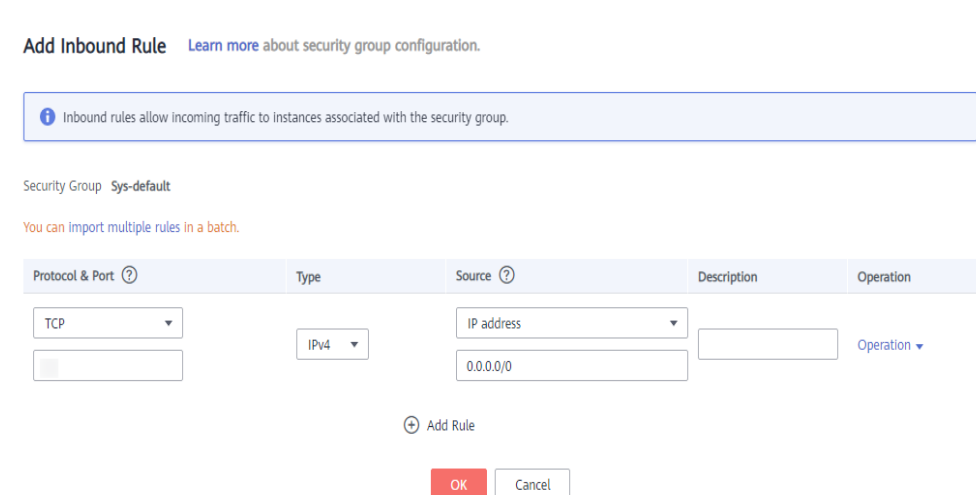 Add Inbound Rule Learn more about security group configuration.
Inbound rules allow incoming traffic to instances associated with the security group.
Security Group Sys-default
You can import multiple rules in a batch.
Protocol & Port Type Source Description Operation
TCP IP address
IPv4 Operation
0.0.0.0/0
Add Rule
OK Cancel